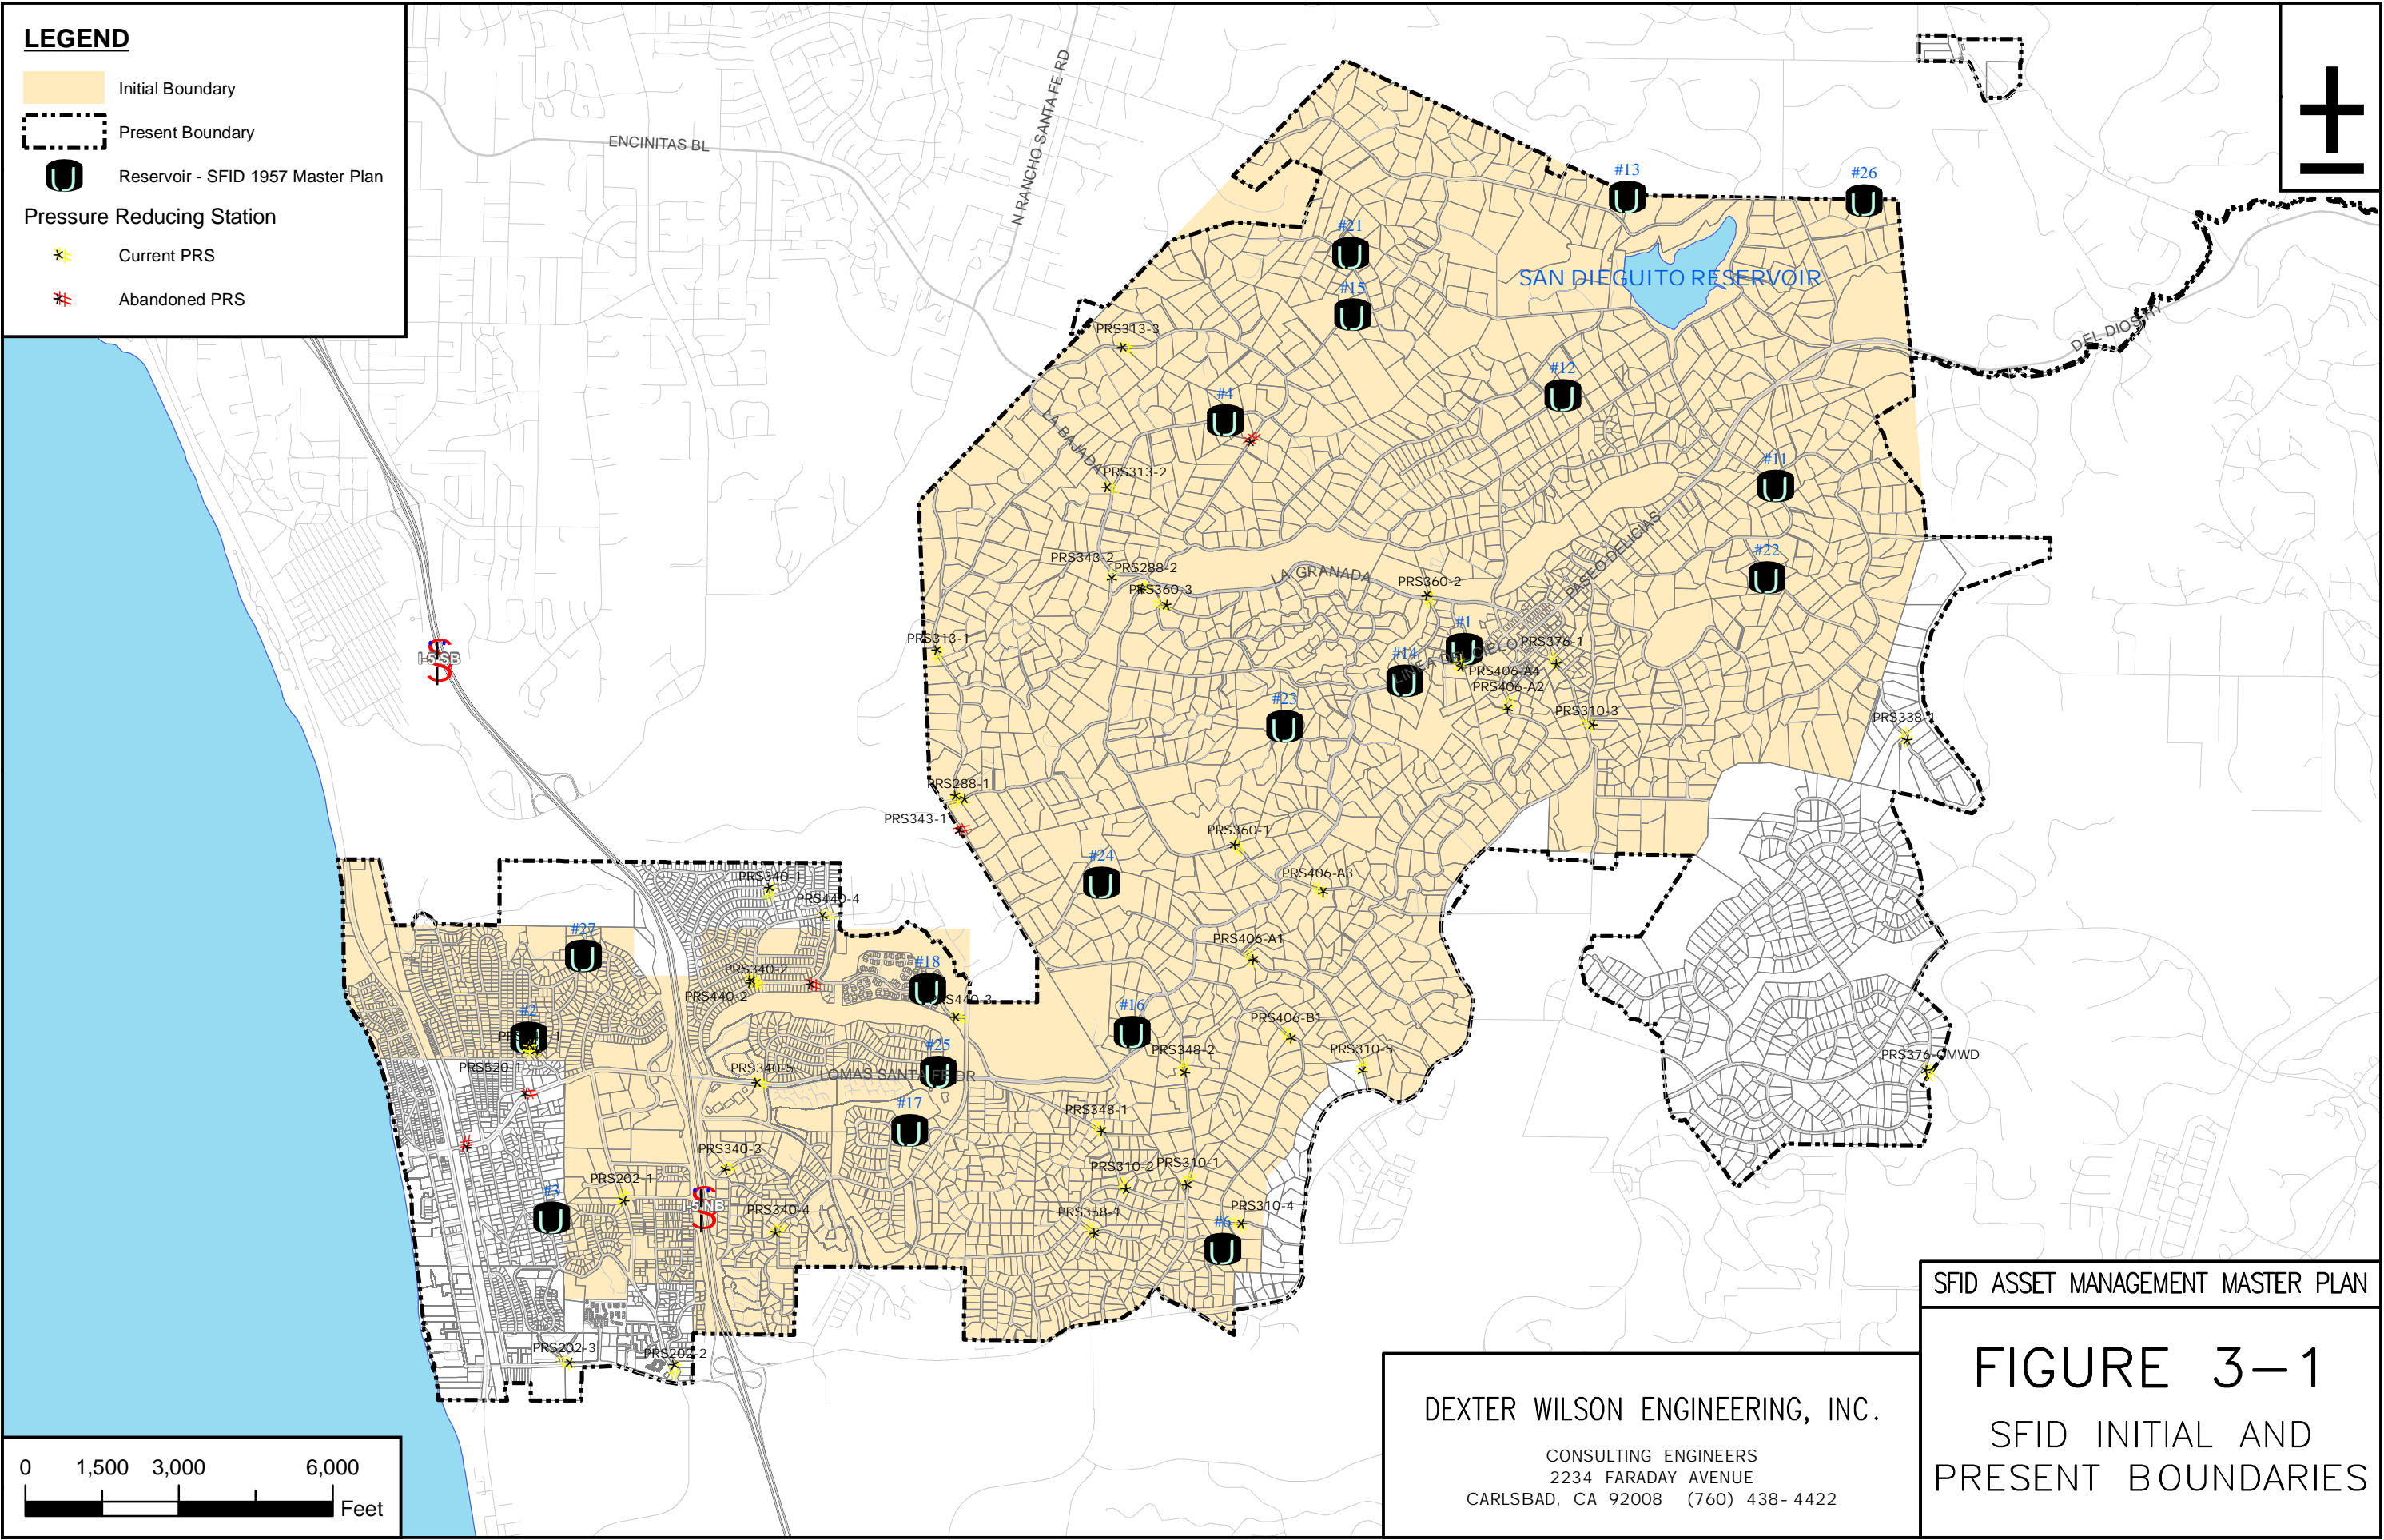 LEGEND
Initial Boundary
Present Boundary
Reservoir - SFID 1957 Master Plan
Pressure Reducing Station
Current PRS
Abandoned PRS
ENCINITAS BL
N RANCHO SANTA FE RD
#13
#26
#21
SAN DIEGUITO RESERVOIR
#15
PRS313-3
DEL DIOS HY
#12
#4
LA BAJADA
#11
PRS313-2
PASEO DELICIAS
#22
PRS343-2
PRS288-2
LA GRANADA
PRS360-2
PRS360-3
#1
PRS313-1
PRS376-1
I-5 SB
#14
LINEA DEL CIELO
PRS406-A4
PRS406-A2
#23
PRS310-3
PRS338-1
PRS288-1
PRS343-1
PRS360-1
#24
PRS340-1
PRS406-A3
PRS440-4
#27
PRS406-A1
#18
PRS340-2
PRS440-2
#16
#2
PRS406-B1
#25
PRS348-2
PRS310-5
PRS376-OMWD
PRS520-1
PRS340-5
LOMAS SANTA FE DR
#17
PRS348-1
PRS340-3
PRS310-2
PRS310-1
PRS202-1
#3
I-5 NB
PRS340-4
PRS358-1
PRS310-4
#6
PRS202-3
PRS202-2
0 1,500 3,000 6,000
Feet
DEXTER WILSON ENGINEERING, INC.
CONSULTING ENGINEERS
2234 FARADAY AVENUE
CARLSBAD, CA 92008 (760) 438-4422
SFID ASSET MANAGEMENT MASTER PLAN
FIGURE 3-1
SFID INITIAL AND
PRESENT BOUNDARIES